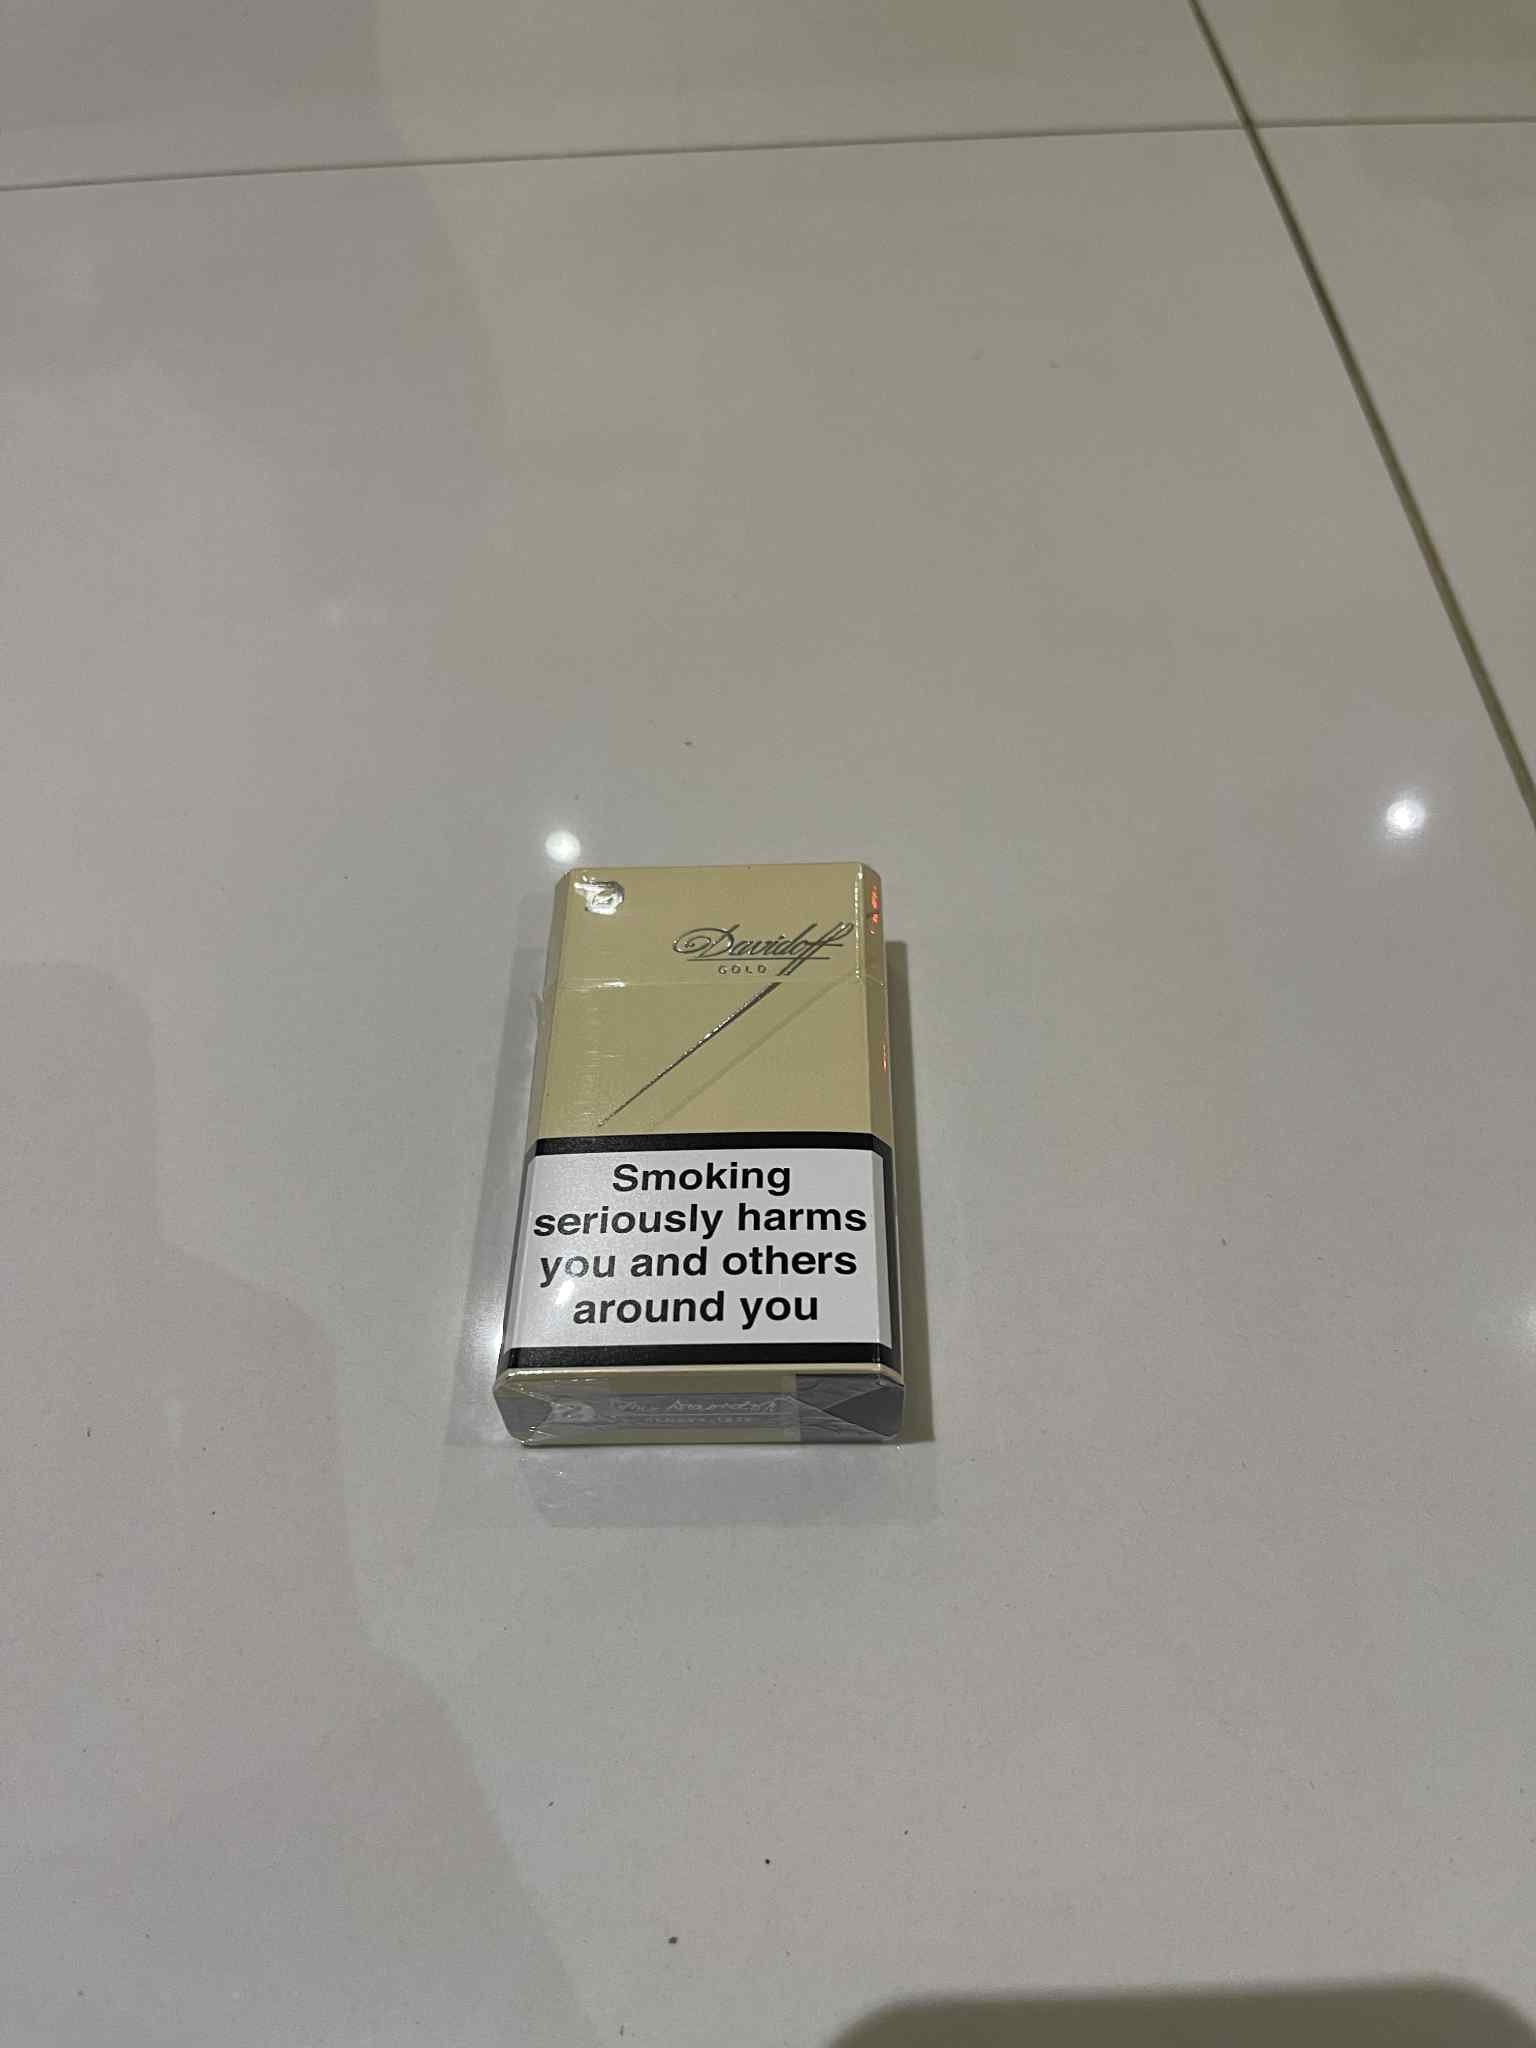 Davidoff
GOLD
Smoking
seriously harms
you and others
around you